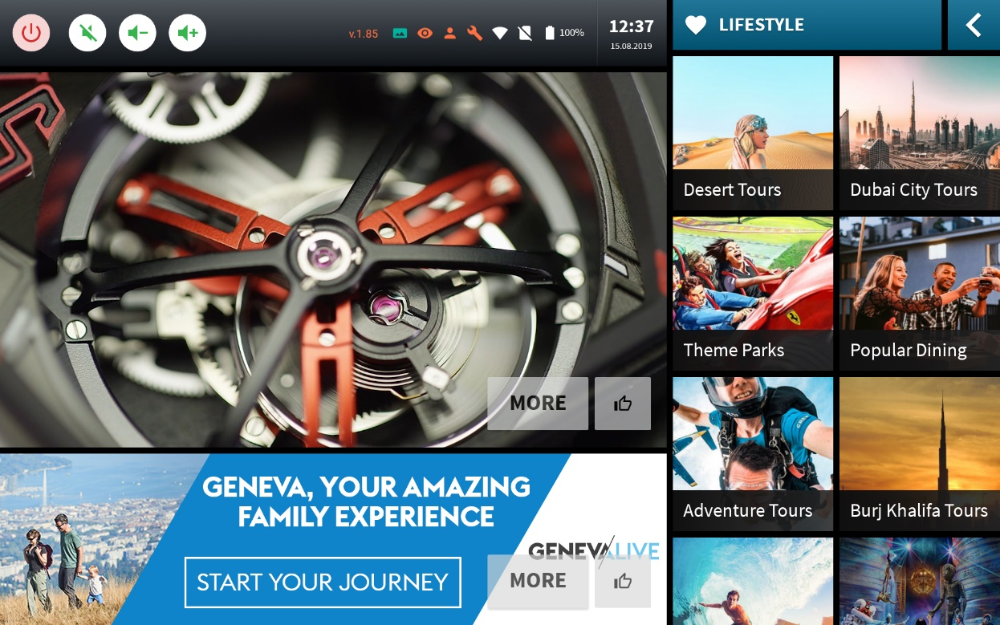 v.1.85
100%
12:37
15.08.2019
LIFESTYLE
Desert Tours
Dubai City Tours
Theme Parks
Popular Dining
MORE
Adventure Tours
Burj Khalifa Tours
GENEVA, YOUR AMAZING
FAMILY EXPERIENCE
GENEVALIVE
START YOUR JOURNEY
MORE